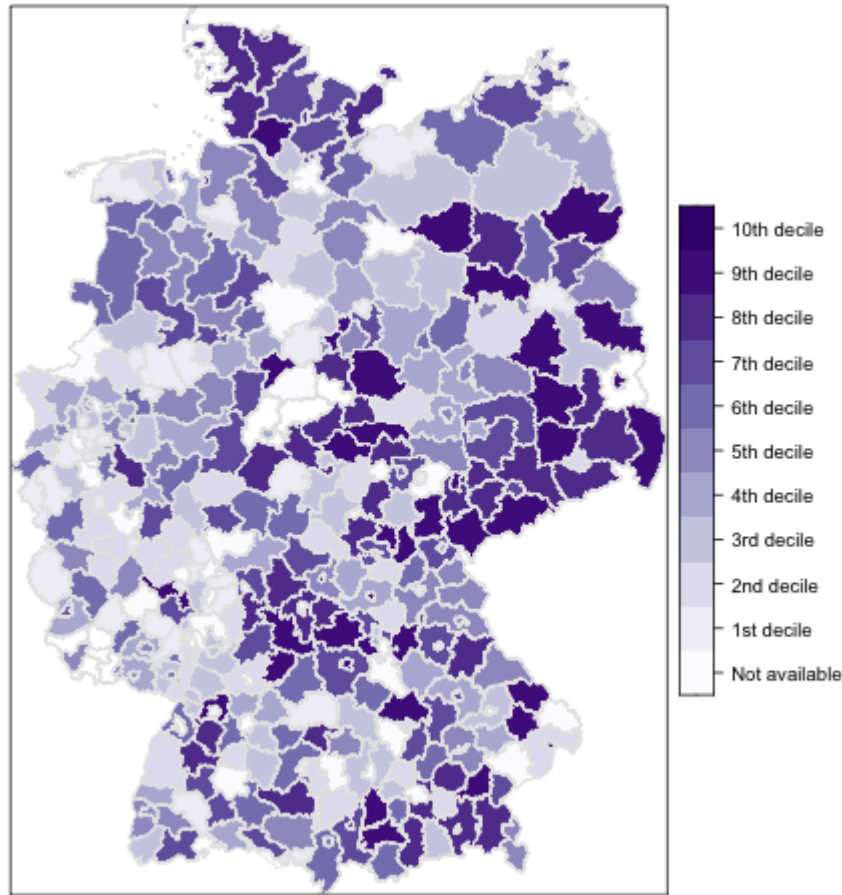 10th decile
9th decile
8th decile
7th decile
6th decile
5th decile
4th decile
3rd decile
2nd decile
1st decile
Not available